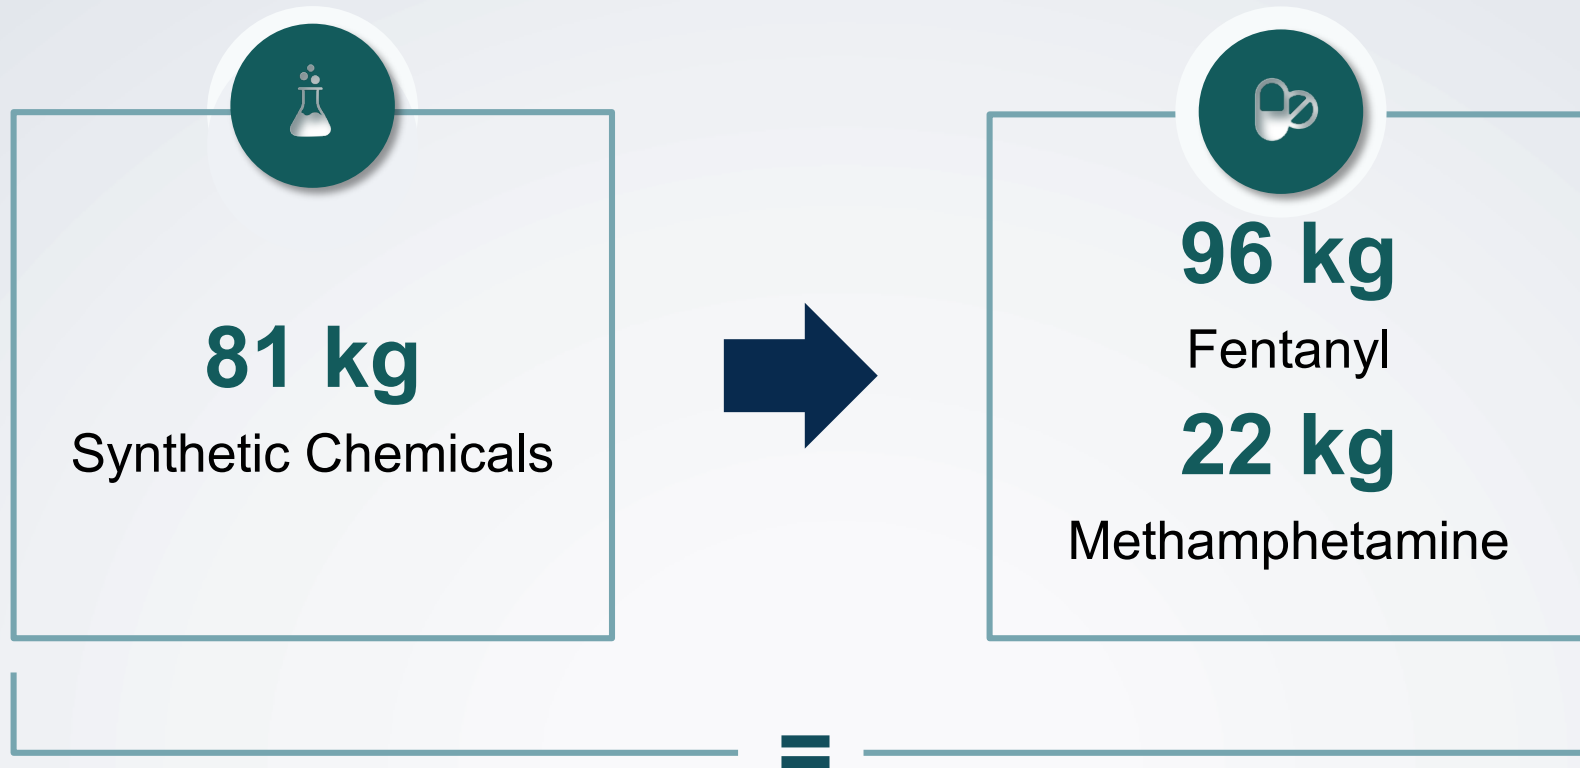 81 kg
Synthetic Chemicals
96 kg
Fentanyl
22 kg
Methamphetamine
=